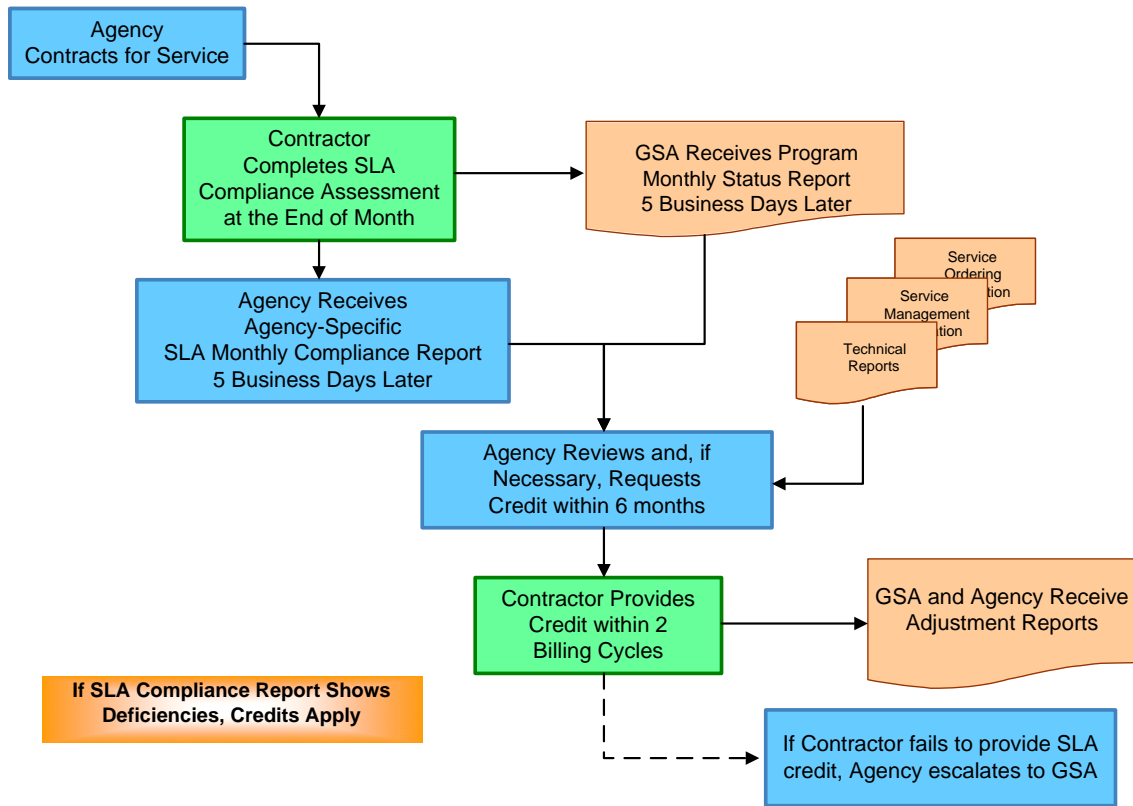 Agency
Contracts for Service
Contractor
Completes SLA
Compliance Assessment
at the End of Month
GSA Receives Program
Monthly Status Report
5 Business Days Later
Service
Ordering
Service
Management
Technical
Reports
Agency Receives
Agency-Specific
SLA Monthly Compliance Report
5 Business Days Later
Agency Reviews and, if
Necessary, Requests
Credit within 6 months
Contractor Provides
Credit within 2
Billing Cycles
GSA and Agency Receive
Adjustment Reports
If SLA Compliance Report Shows
Deficiencies, Credits Apply
If Contractor fails to provide SLA
credit, Agency escalates to GSA